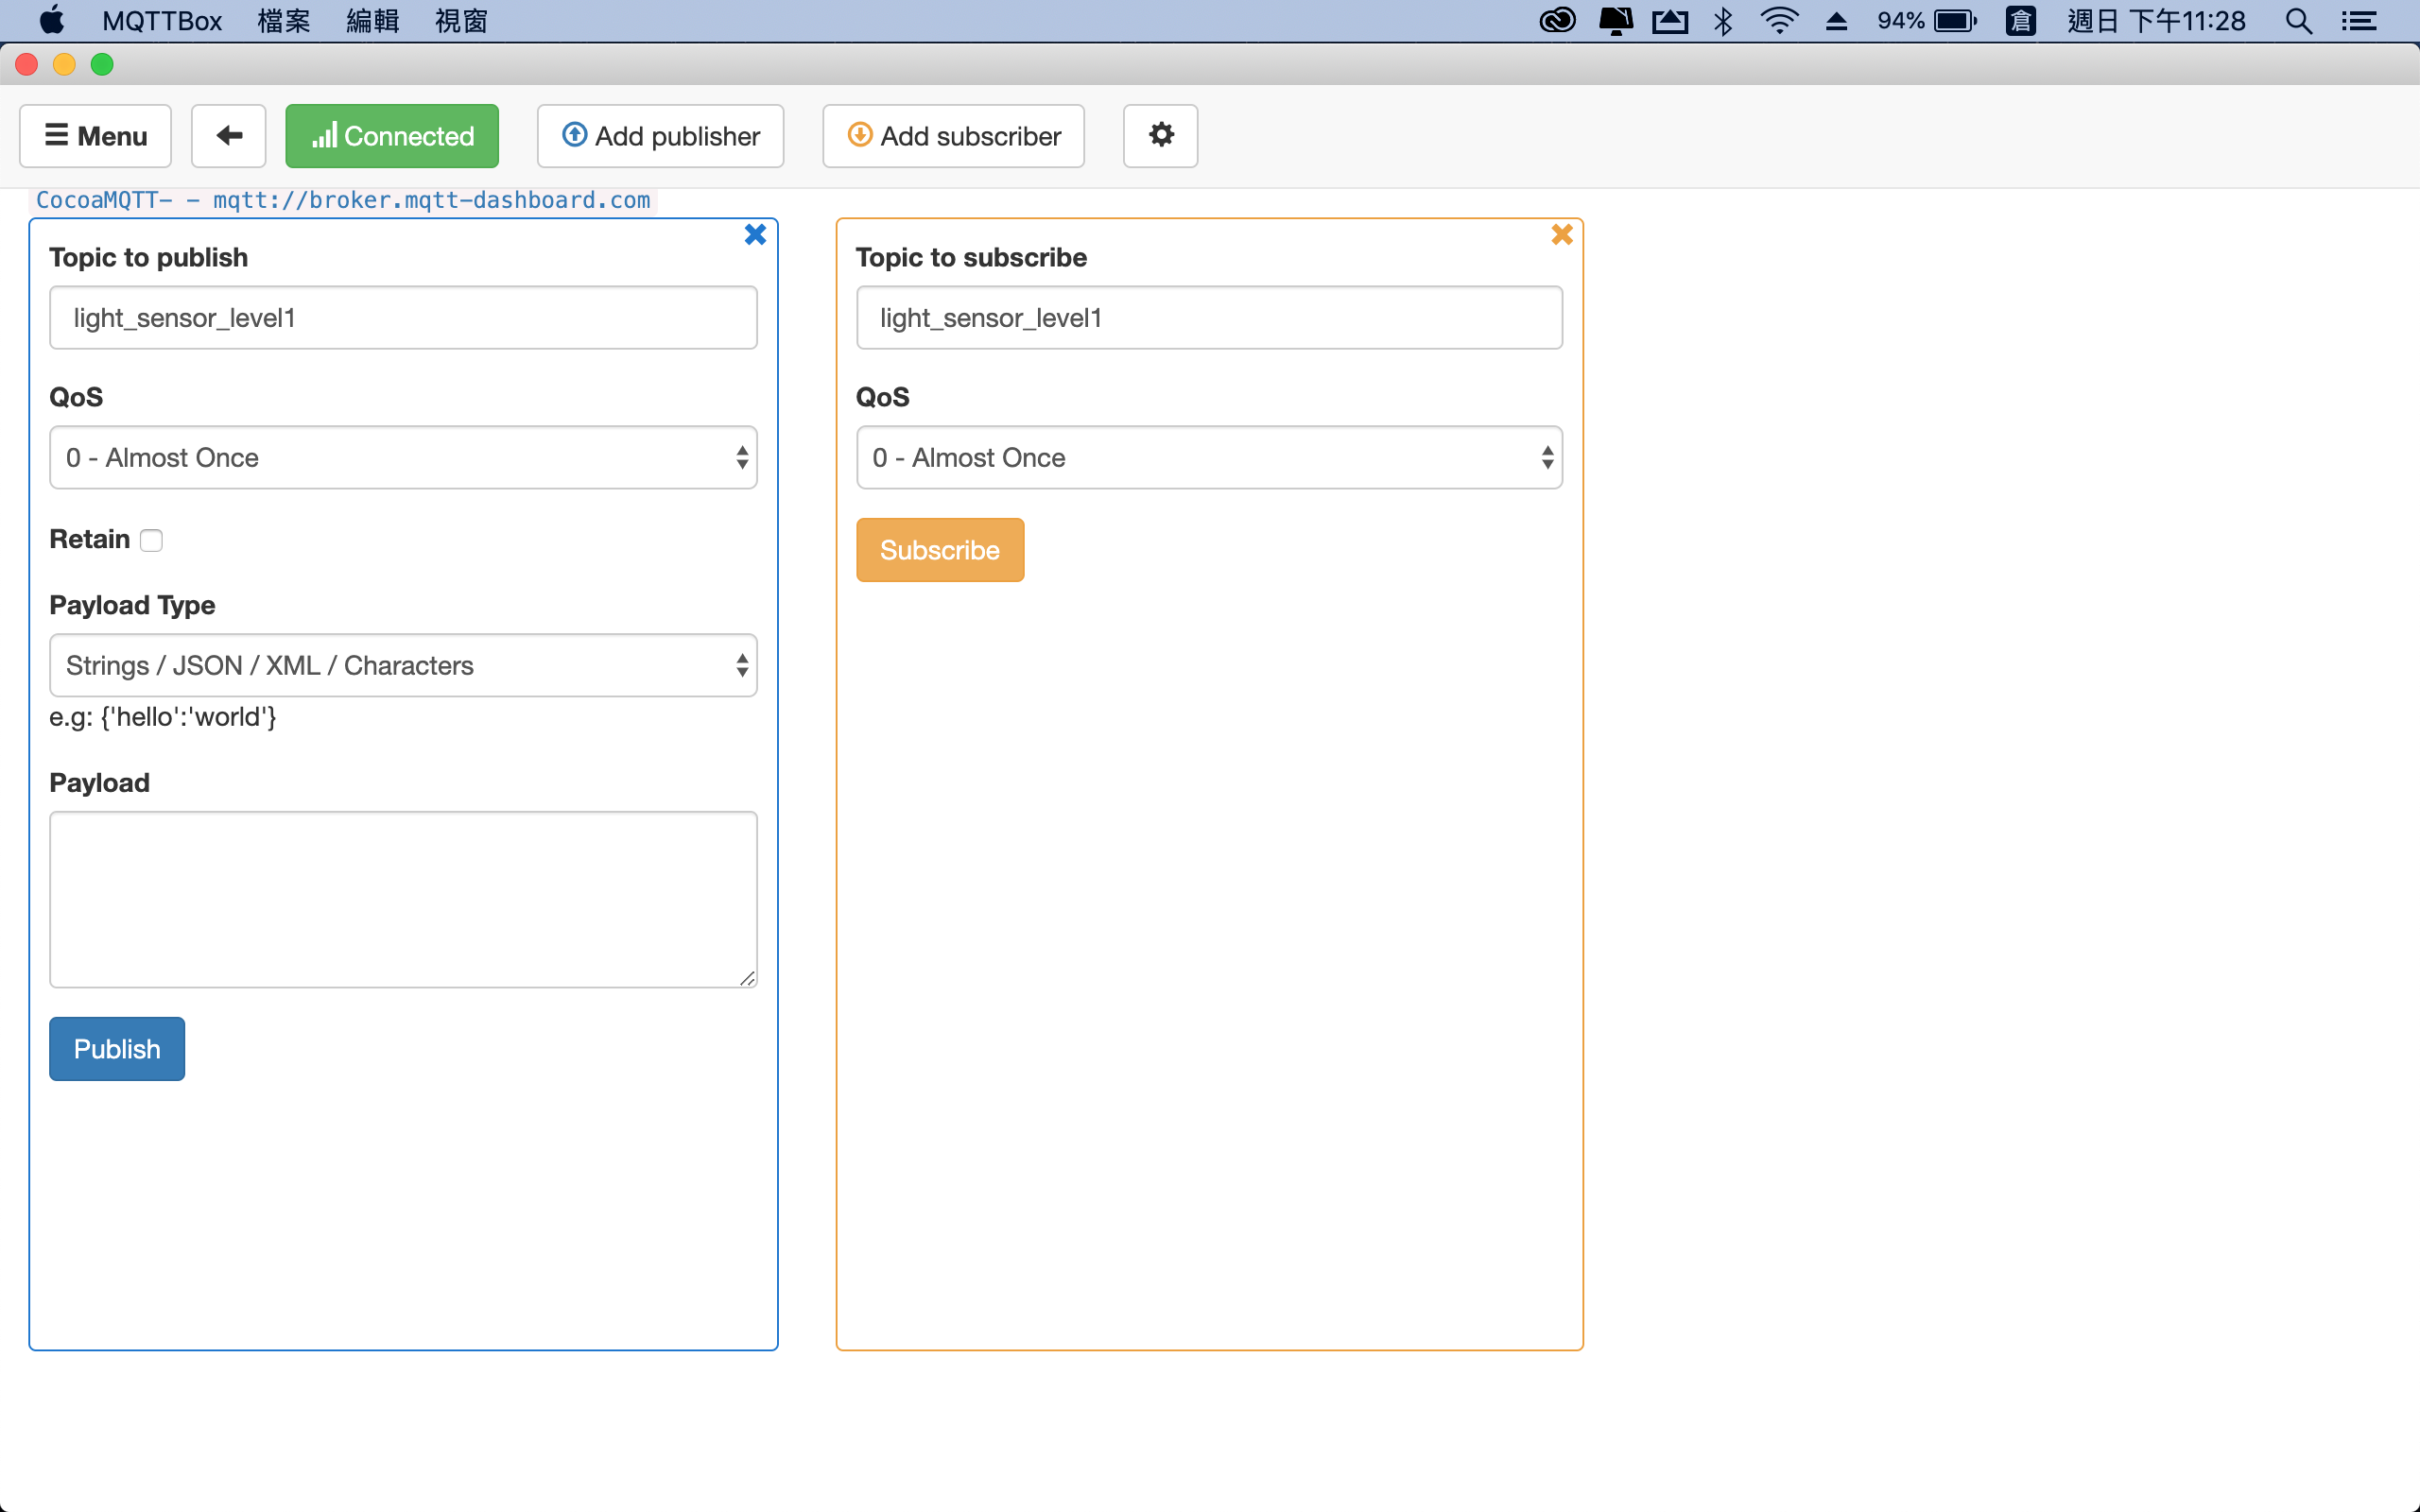 MQTTBox 檔案 編輯 視窗 94% 倉 週日 下午11:28
Menu Connected Add publisher Add subscriber
CocoaMQTT- - mqtt://broker.mqtt-dashboard.com
Topic to publish
light_sensor_level1
QoS
0 - Almost Once
Retain
Payload Type
Strings / JSON / XML / Characters
e.g: {'hello':'world'}
Payload
Publish
Topic to subscribe
light_sensor_level1
QoS
0 - Almost Once
Subscribe